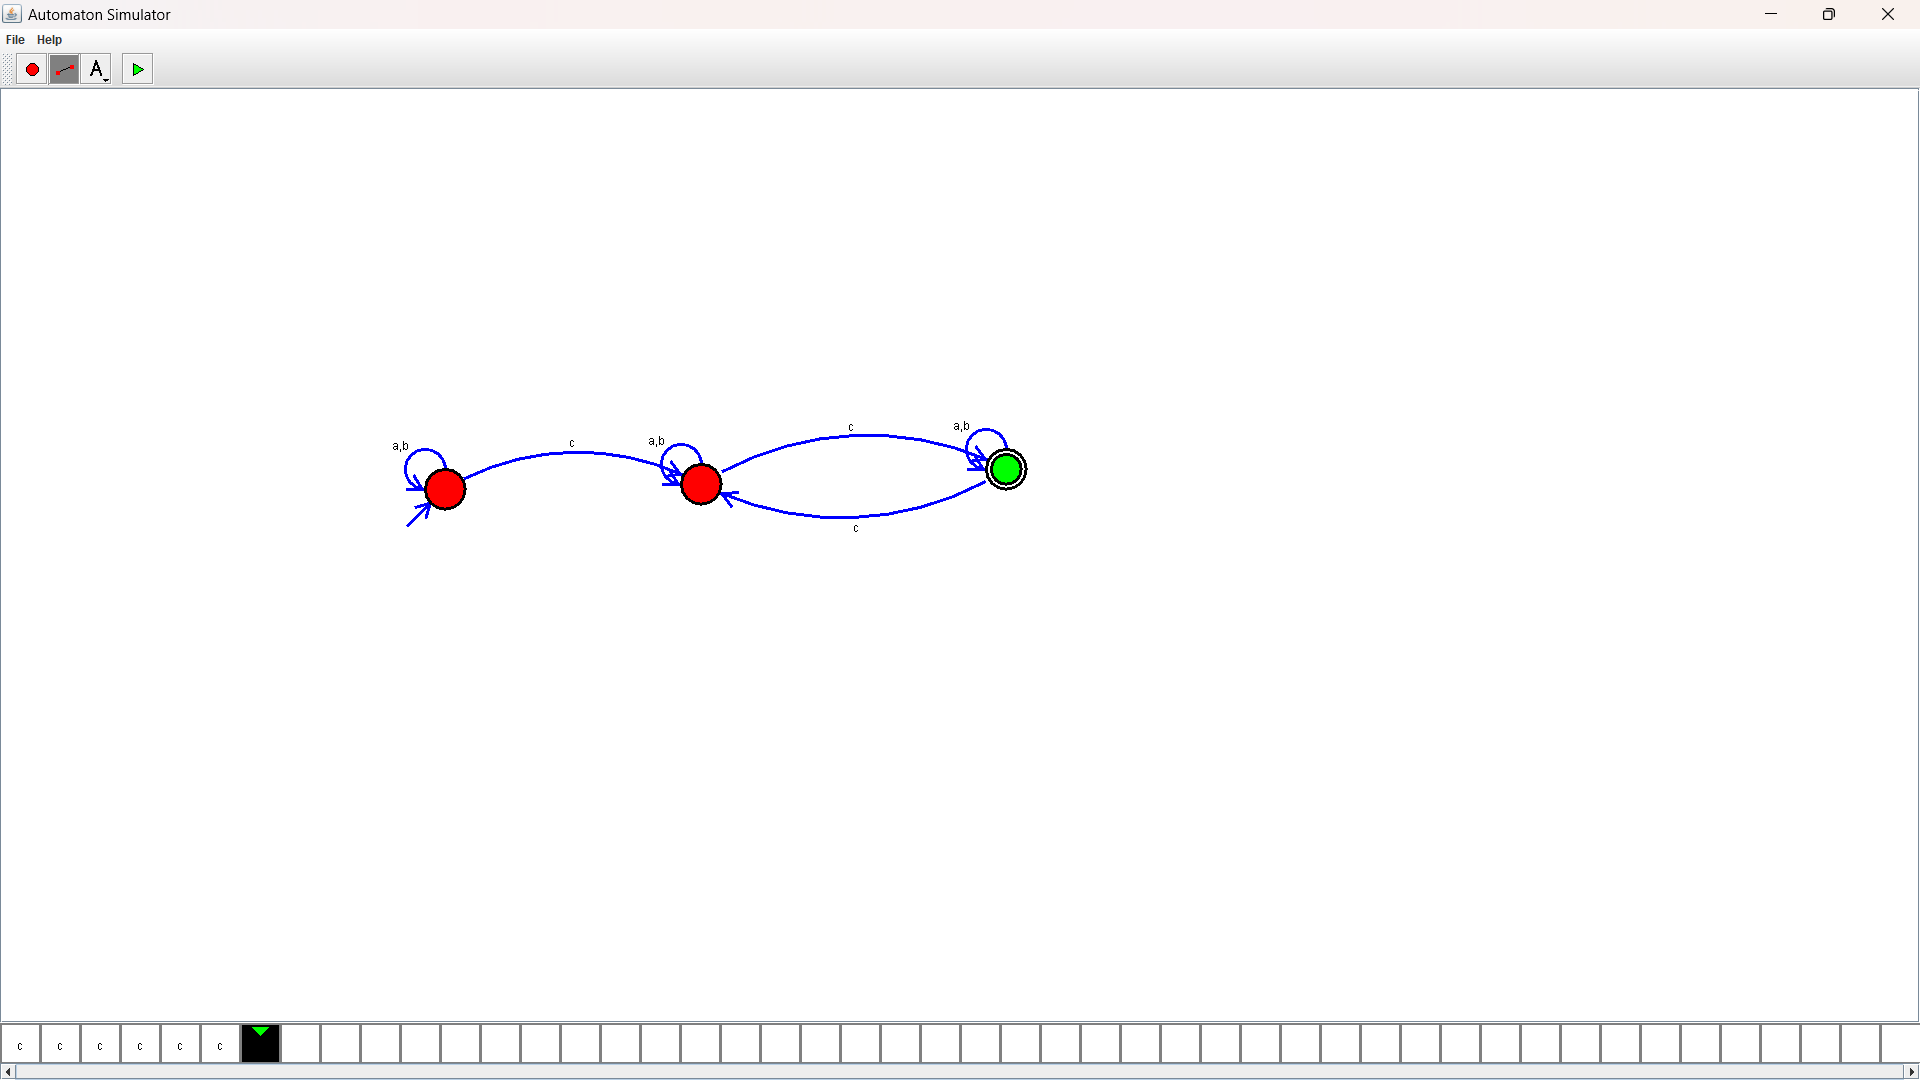 Automaton Simulator
File Help
A
a,b
c
a,b
c
a,b
c
c c c c c c